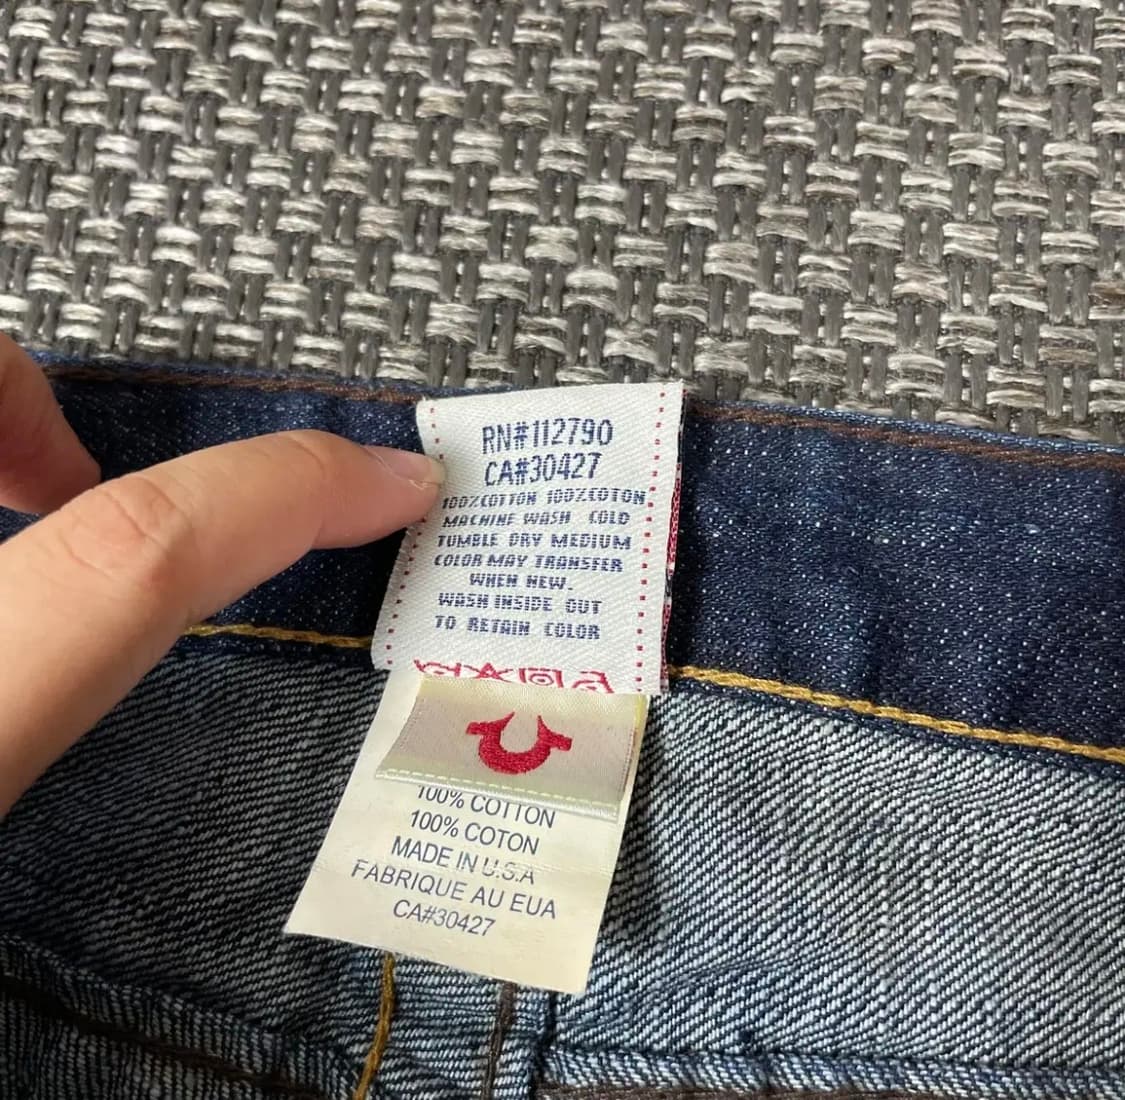 RN#112790
CA#30427
100%COTTON 100%COTON
MACHINE WASH COLD
TUMBLE DRY MEDIUM
COLOR MAY TRANSFER
WHEN NEW.
WASH INSIDE OUT
TO RETAIN COLOR
100% COTTON
100% COTON
MADE IN U.S.A
FABRIQUE AU EUA
CA#30427